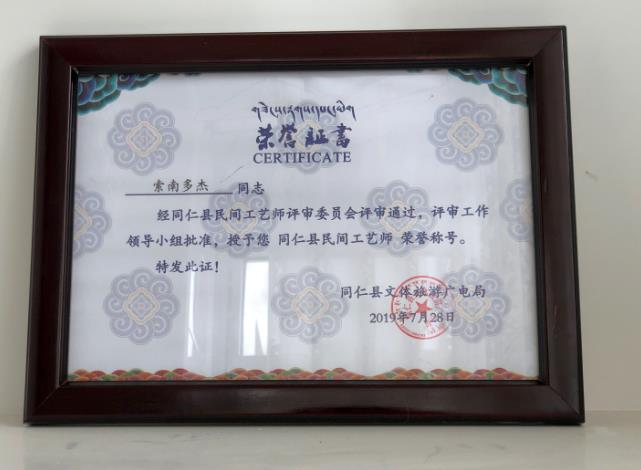 荣誉証書
CERTIFICATE
索南多杰 同志
经同仁县民间工艺师评审委员会评审通过，评审工作
领导小组批准，授予您 同仁县民间工艺师 荣誉称号。
特发此证！
同仁县文体旅游广电局
2019年7月28日